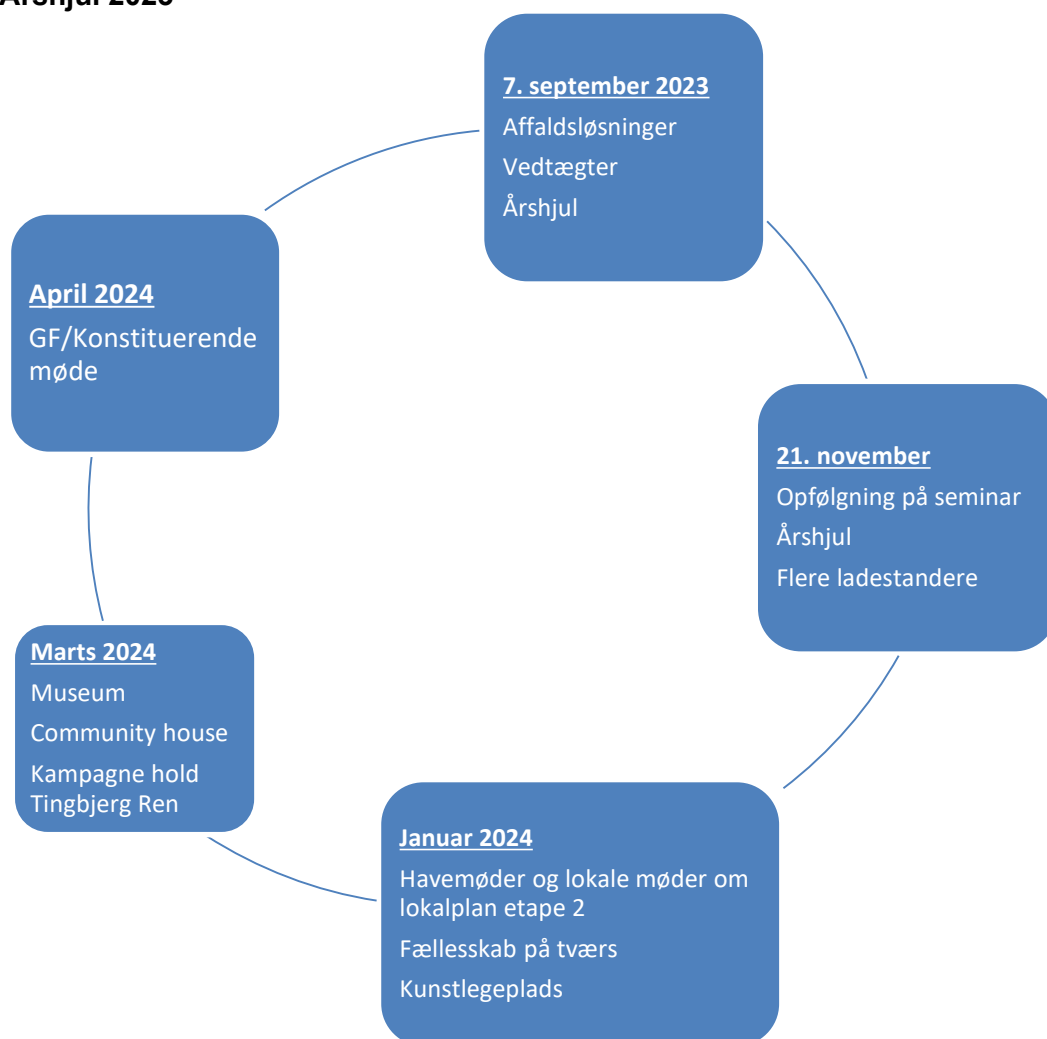 Årshjul 2023
7. september 2023
Affaldsløsninger
Vedtægter
Årshjul
21. november
Opfølgning på seminar
Årshjul
Flere ladestandere
Januar 2024
Havemøder og lokale møder om
lokalplan etape 2
Fællesskab på tværs
Kunstlegeplads
Marts 2024
Museum
Community house
Kampagne hold
Tingbjerg Ren
April 2024
GF/Konstituerende
møde